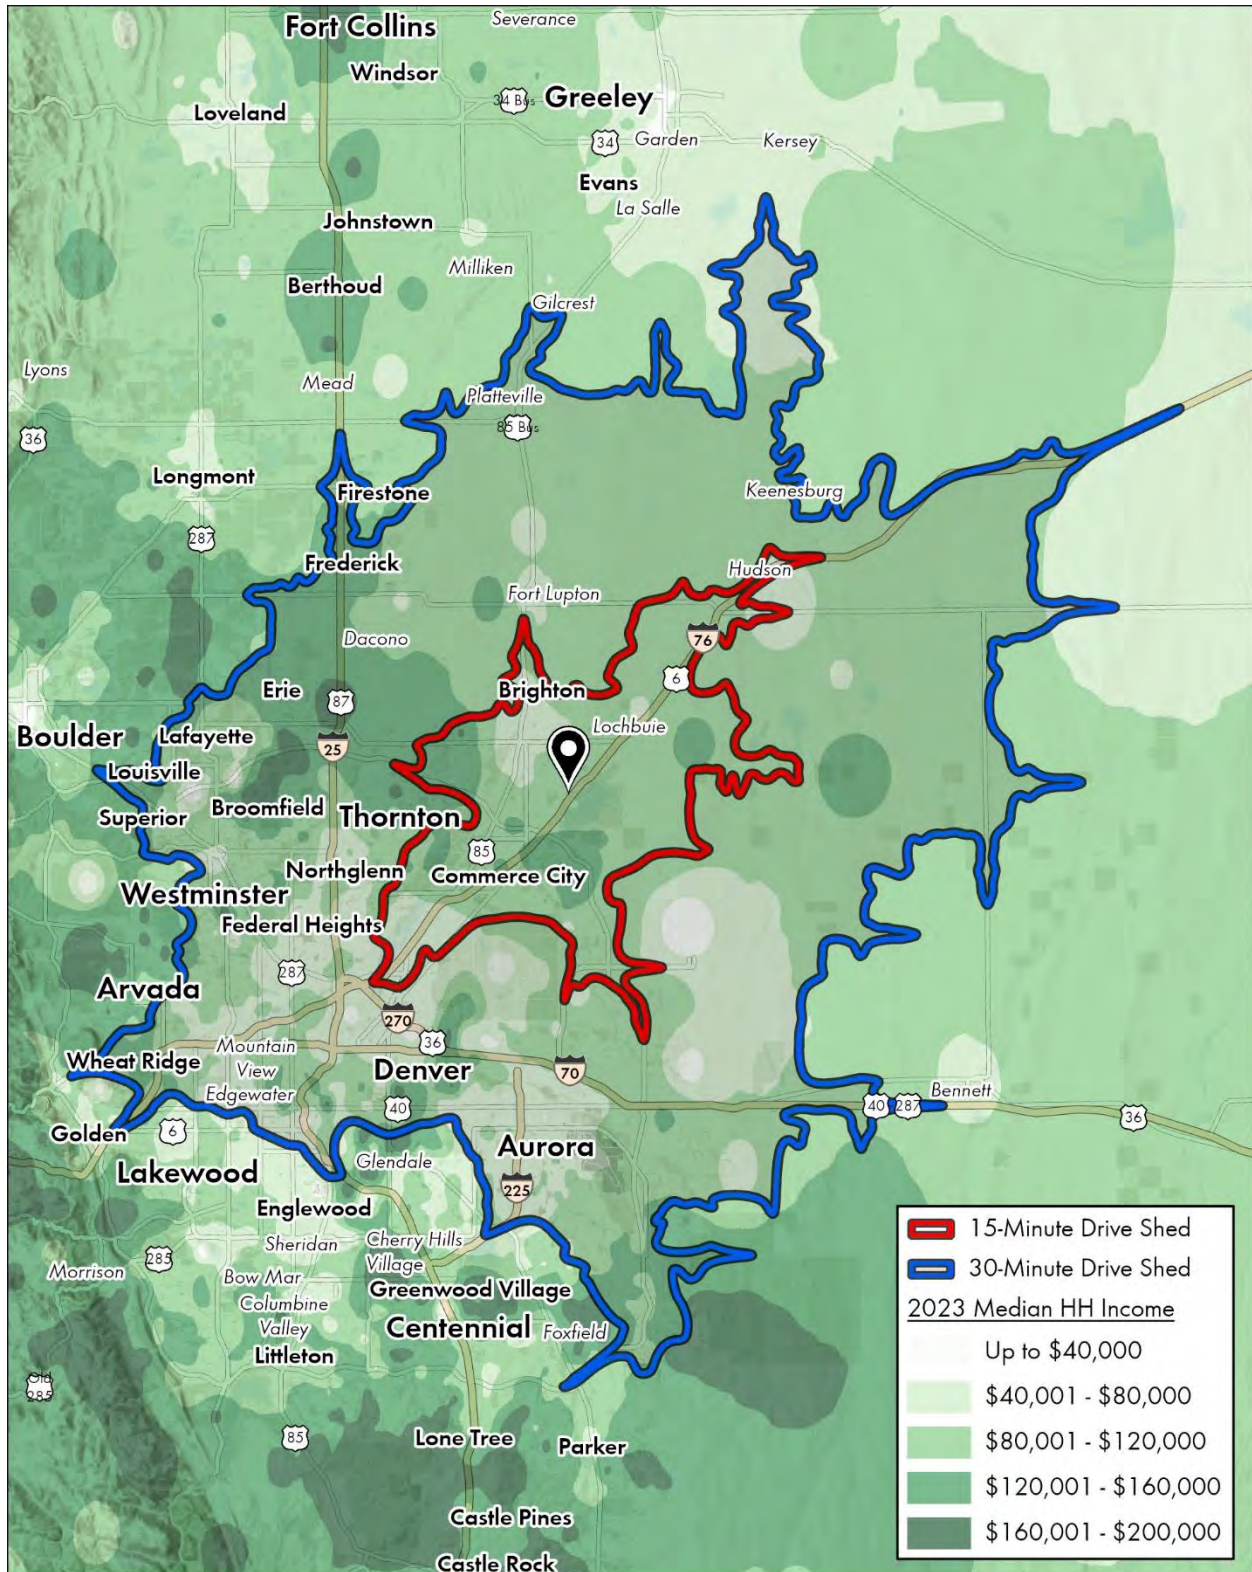 Fort Collins
Severance
Windsor
34 Bus
Greeley
Loveland
34
Garden
Kersey
Evans
La Salle
Johnstown
Milliken
Berthoud
Gilcrest
Lyons
Mead
Platteville
36
85 Bus
Longmont
Firestone
Keenesburg
287
Frederick
Hudson
Fort Lupton
Dacono
76
6
Erie
87
Brighton
Lochbuie
Boulder
Lafayette
25
Louisville
Superior
Broomfield
Thornton
85
Northglenn
Commerce City
Westminster
Federal Heights
287
Arvada
270
36
Mountain
View
Wheat Ridge
Denver
70
Edgewater
Bennett
40
40
287
36
Golden
6
Aurora
Lakewood
Glendale
225
Englewood
Sheridan
Cherry Hills
Village
285
Morrison
Bow Mar
Greenwood Village
Columbine
Valley
Centennial
Foxfield
Littleton
Old
285
85
Lone Tree
Parker
Castle Pines
Castle Rock
15-Minute Drive Shed
30-Minute Drive Shed
2023 Median HH Income
Up to $40,000
$40,001 - $80,000
$80,001 - $120,000
$120,001 - $160,000
$160,001 - $200,000